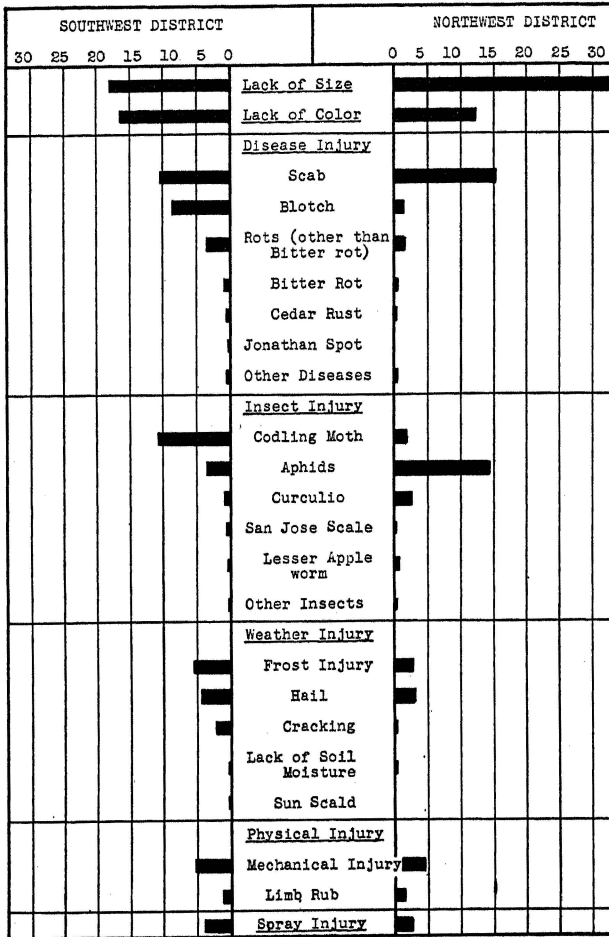 SOUTHWEST DISTRICT NORTHWEST DISTRICT
30 25 20 15 10 5 0 0 5 10 15 20 25 30
Lack of Size
Lack of Color
Disease Injury
Scab
Blotch
Rots (other than
Bitter rot)
Bitter Rot
Cedar Rust
Jonathan Spot
Other Diseases
Insect Injury
Codling Moth
Aphids
Curculio
San Jose Scale
Lesser Apple
worm
Other Insects
Weather Injury
Frost Injury
Hail
Cracking
Lack of Soil
Moisture
Sun Scald
Physical Injury
Mechanical Injury
Limb Rub
Spray Injury